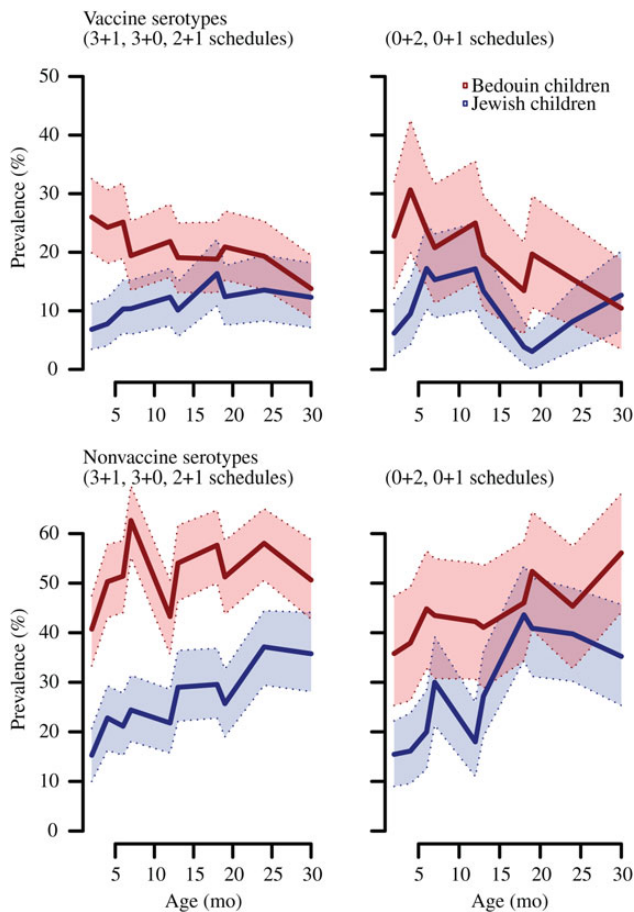 Vaccine serotypes
(3+1, 3+0, 2+1 schedules)
(0+2, 0+1 schedules)
Bedouin children
Jewish children
Prevalence (%)
50
40
30
20
10
0
5 10 15 20 25 30
5 10 15 20 25 30
Nonvaccine serotypes
(3+1, 3+0, 2+1 schedules)
(0+2, 0+1 schedules)
Prevalence (%)
60
50
40
30
20
10
0
5 10 15 20 25 30
5 10 15 20 25 30
Age (mo)
Age (mo)